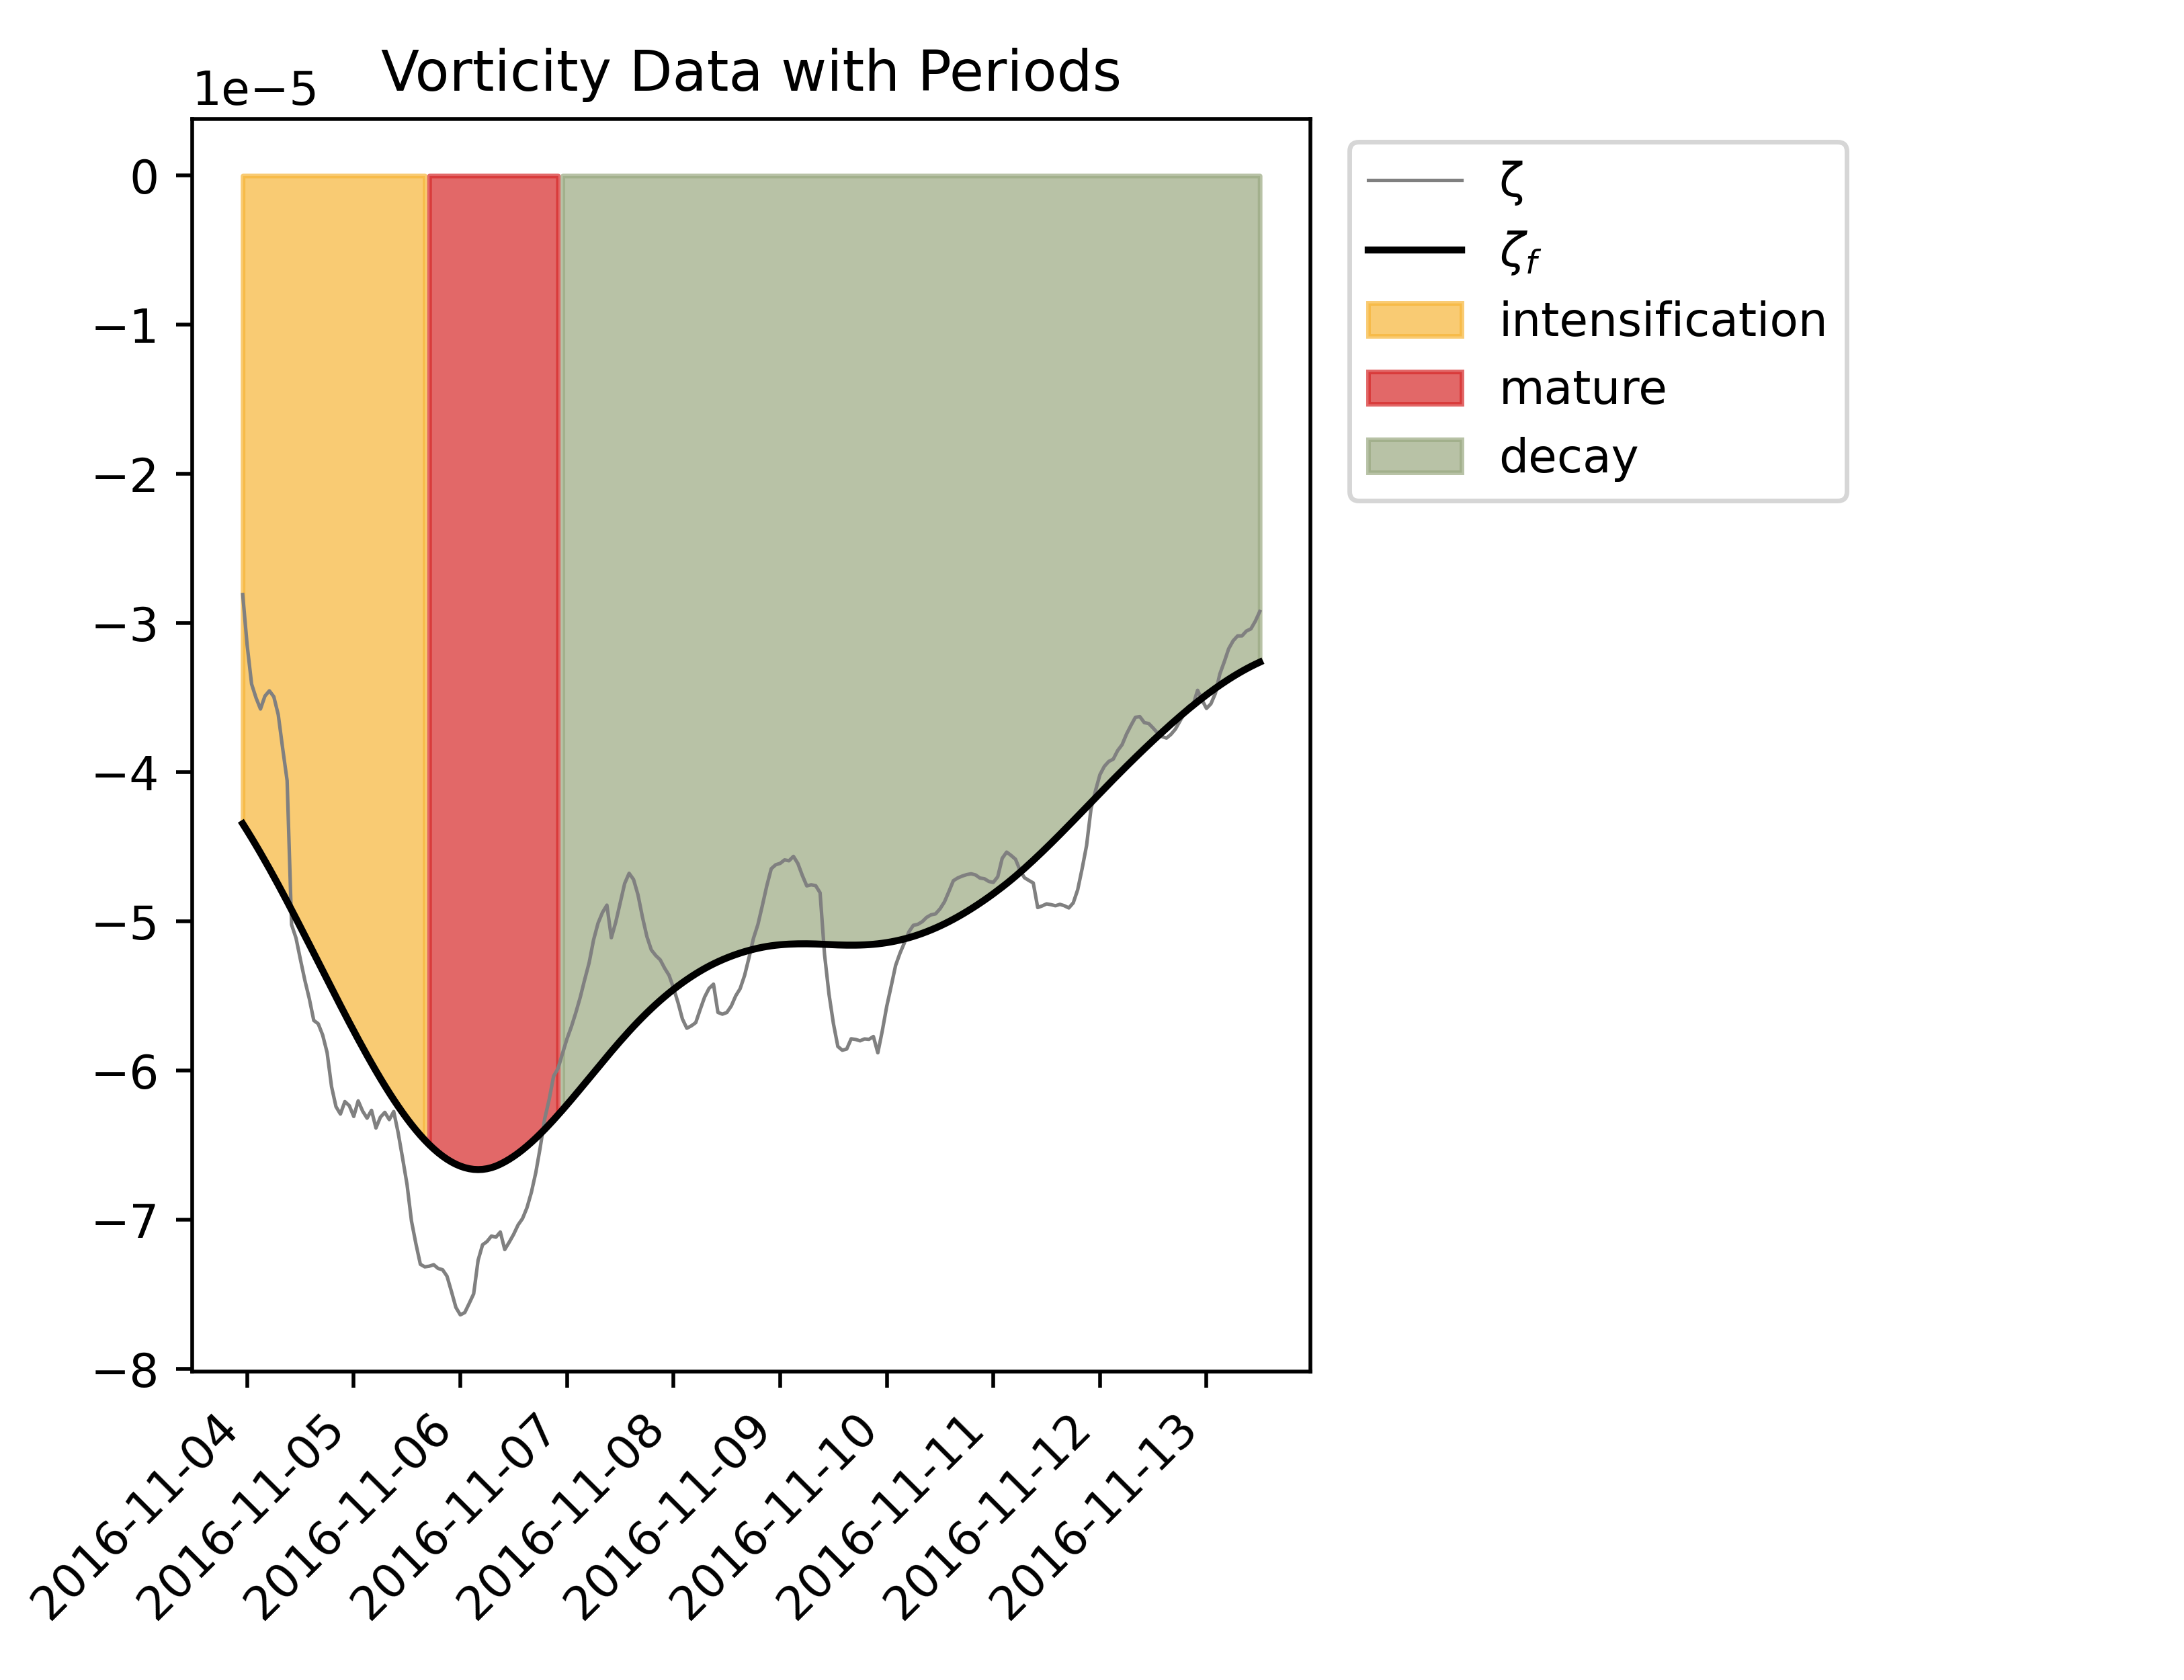 Vorticity Data with Periods
1e−5
0
−1
−2
−3
−4
−5
−6
−7
−8
2016-11-04
2016-11-05
2016-11-06
2016-11-07
2016-11-08
2016-11-09
2016-11-10
2016-11-11
2016-11-12
2016-11-13
ζ
ζf
intensification
mature
decay